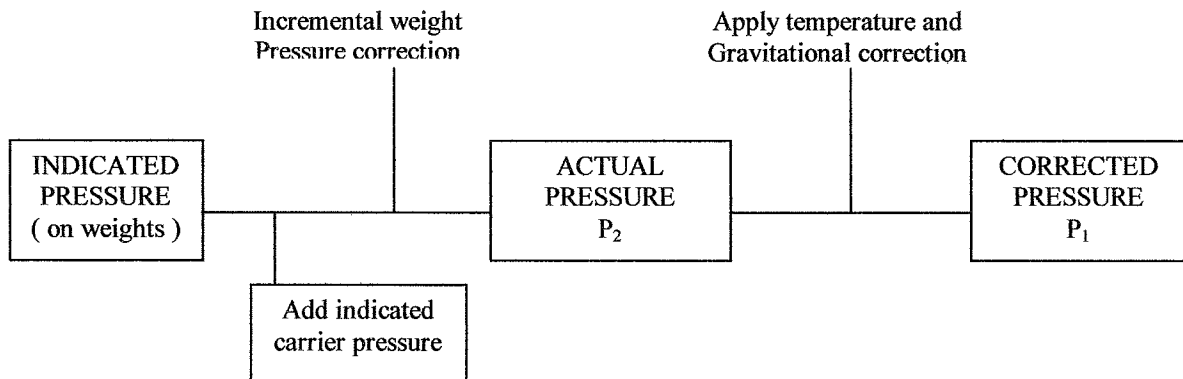 Incremental weight
Pressure correction
Apply temperature and
Gravitational correction
INDICATED
PRESSURE
( on weights )
ACTUAL
PRESSURE
P₂
CORRECTED
PRESSURE
P₁
Add indicated
carrier pressure